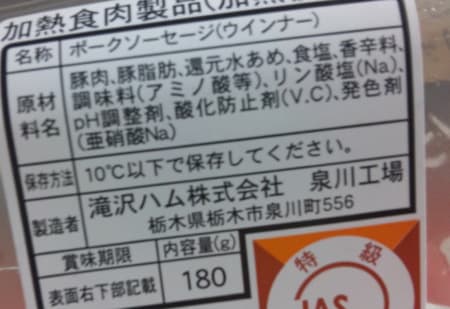 加熱食肉製品(加熱
名称 ポークソーセージ(ウインナー)
原材料名 豚肉、豚脂肪、還元水あめ、食塩、香辛料、
調味料(アミノ酸等)、リン酸塩(Na)、
pH調整剤、酸化防止剤(V.C)、発色剤
(亜硝酸Na)
保存方法 10℃以下で保存してください。
製造者 滝沢ハム株式会社 泉川工場
栃木県栃木市泉川町556
賞味期限 内容量(g)
表面右下部記載 180
特級
JAS